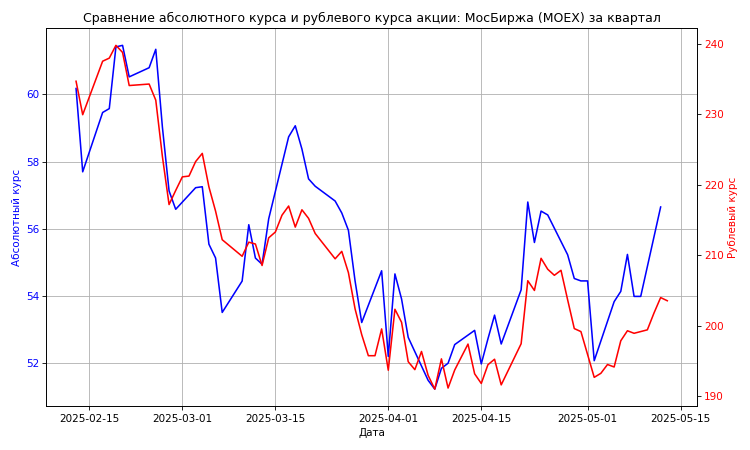 Сравнение абсолютного курса и рублевого курса акции: МосБиржа (MOEX) за квартал
Абсолютный курс
60
58
56
54
52
240
230
220
210
200
190
Рублевый курс
2025-02-15 2025-03-01 2025-03-15 2025-04-01 2025-04-15 2025-05-01 2025-05-15
Дата